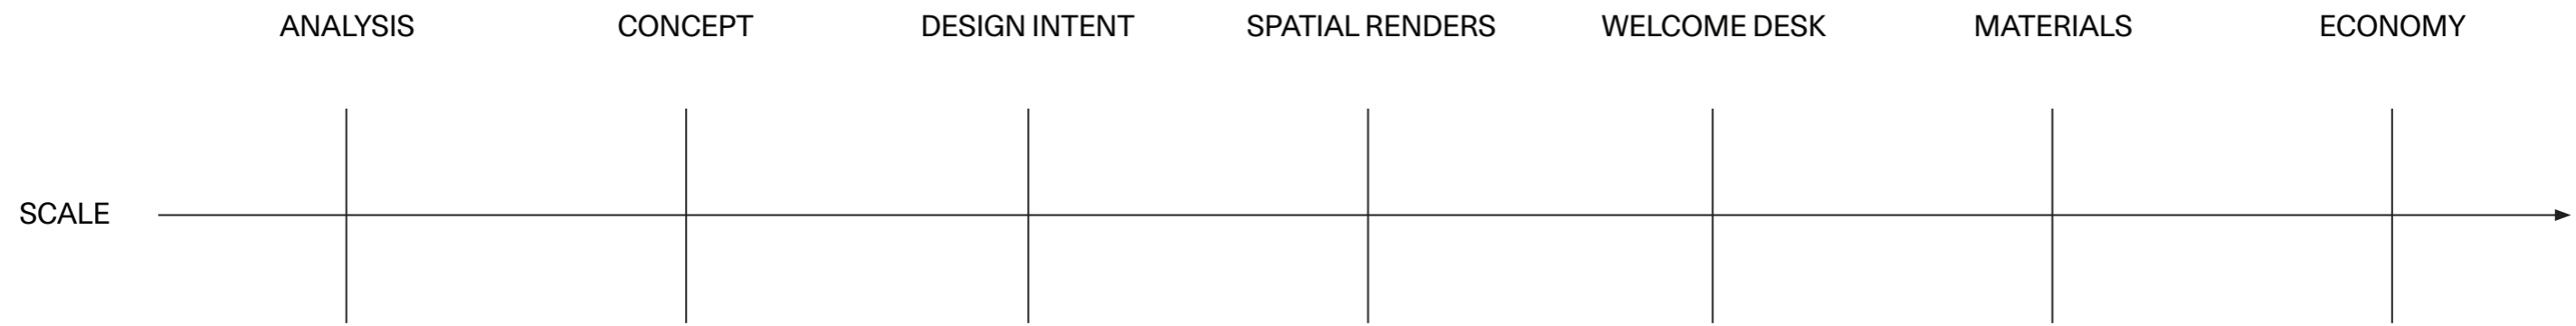 ANALYSIS CONCEPT DESIGN INTENT SPATIAL RENDERS WELCOME DESK MATERIALS ECONOMY
SCALE